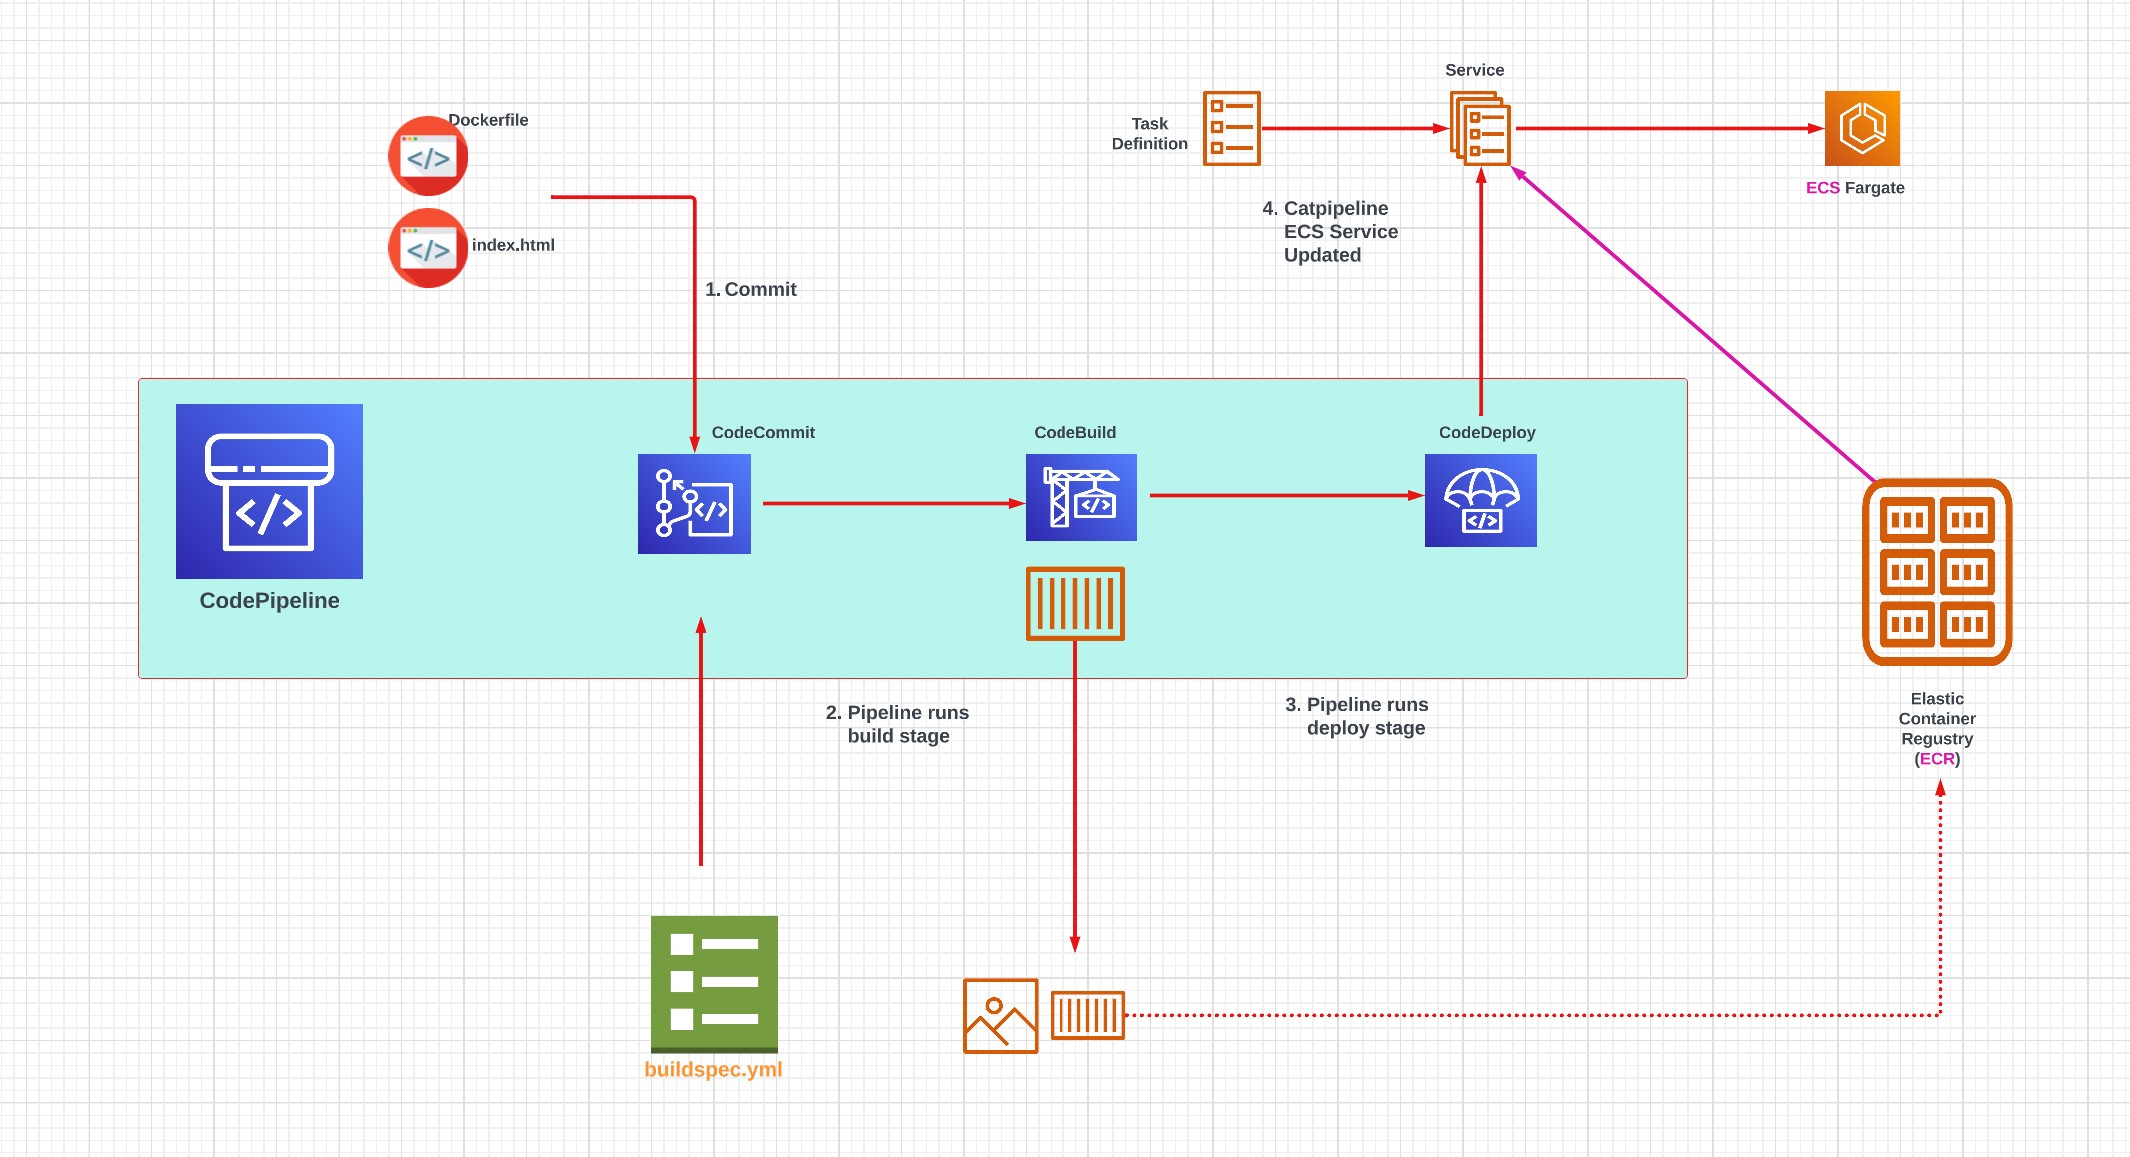 Service
Dockerfile
Task
Definition
ECS Fargate
4. Catpipeline
ECS Service
Updated
index.html
1. Commit
CodeCommit
CodeBuild
CodeDeploy
CodePipeline
2. Pipeline runs
build stage
3. Pipeline runs
deploy stage
Elastic
Container
Regustry
(ECR)
buildspec.yml